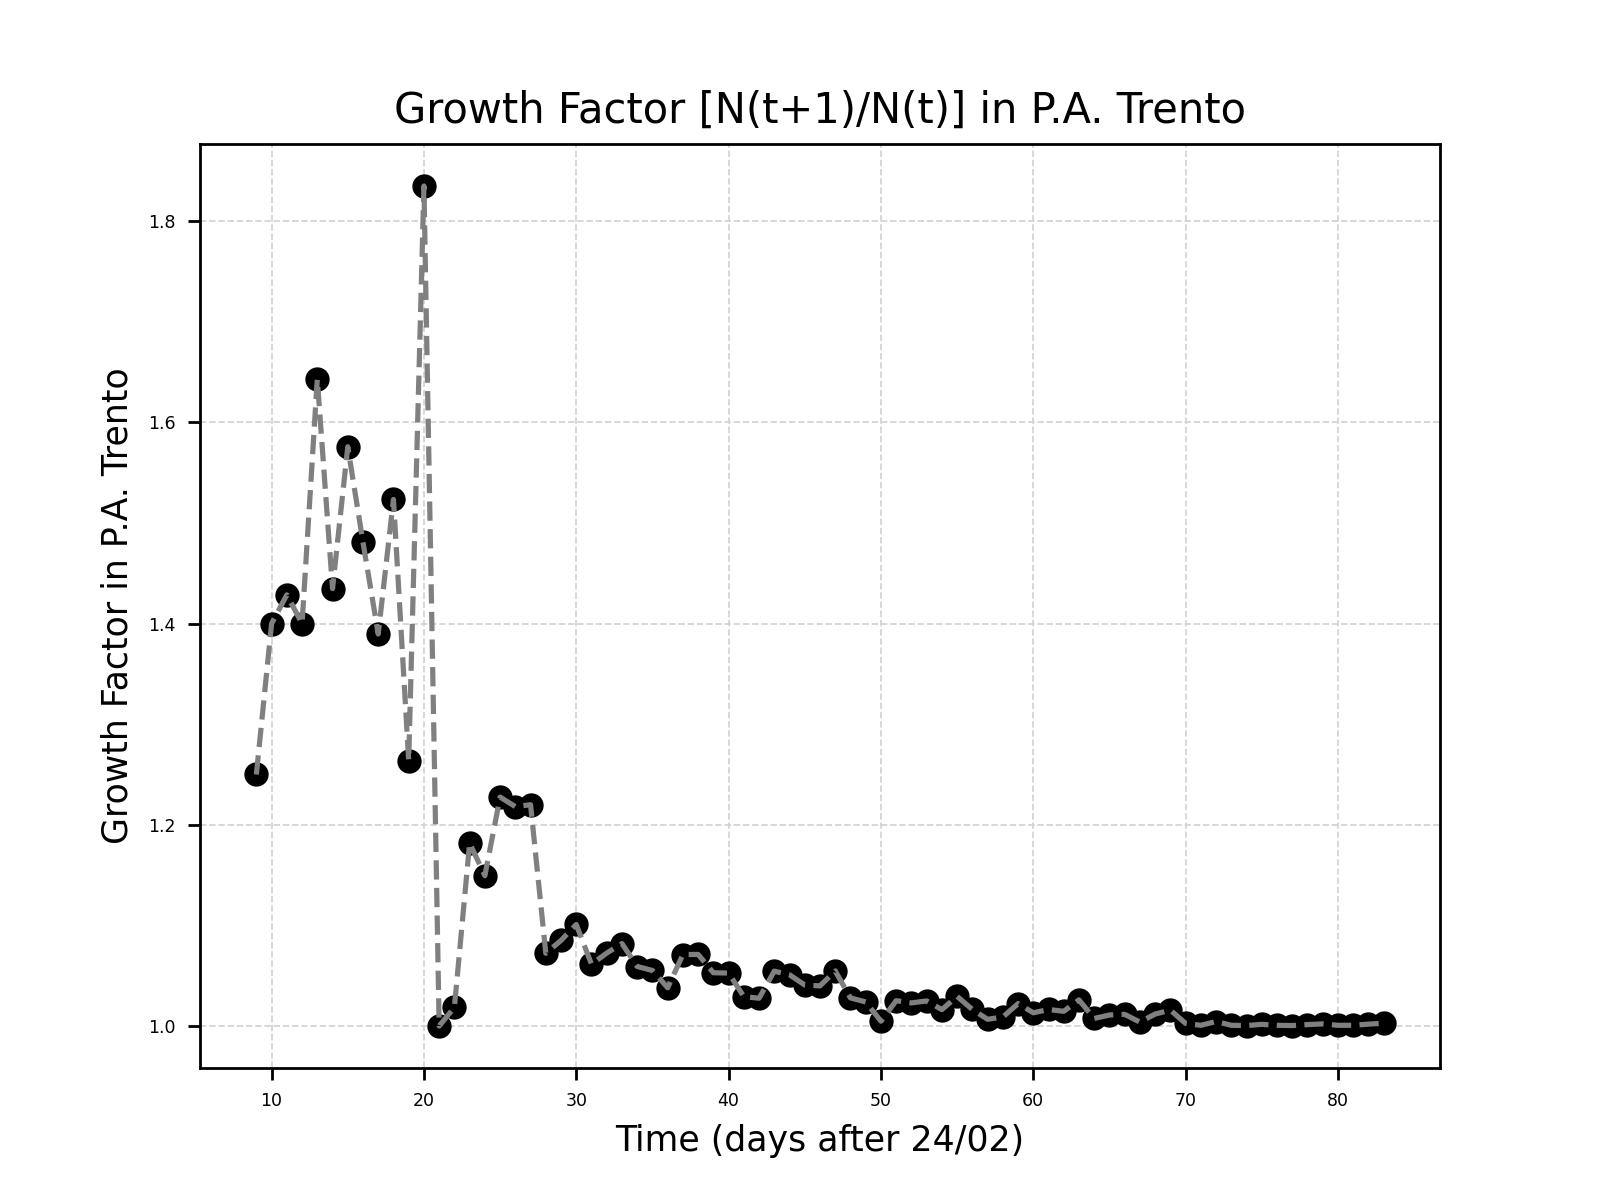 Growth Factor [N(t+1)/N(t)] in P.A. Trento
Growth Factor in P.A. Trento
1.8
1.6
1.4
1.2
1.0
10 20 30 40 50 60 70 80
Time (days after 24/02)